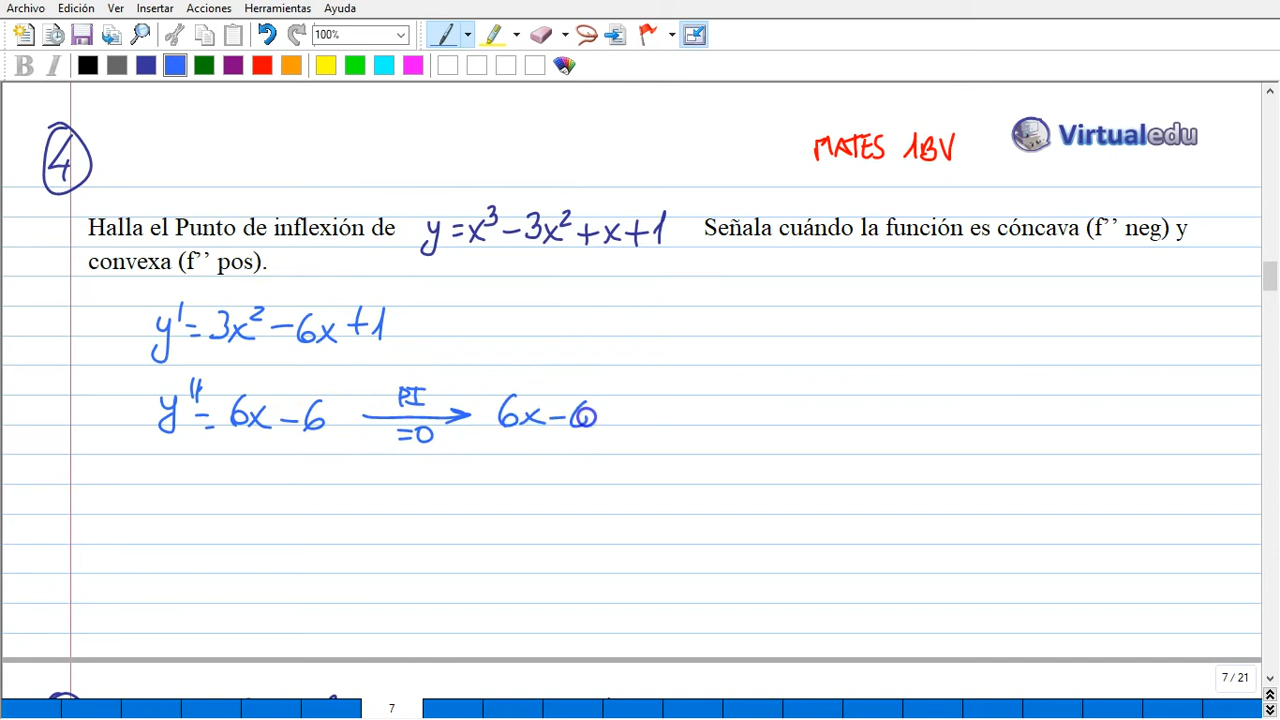 Archivo Edición Ver Insertar Acciones Herramientas Ayuda
100%
B I
4
MATES 1BV
Virtualedu
Halla el Punto de inflexión de y = x³ - 3x² + x + 1 Señala cuándo la función es cóncava (f’’ neg) y
convexa (f’’ pos).
y' = 3x² - 6x + 1
y'' = 6x - 6 PI =0 → 6x - 6
7 / 21
7